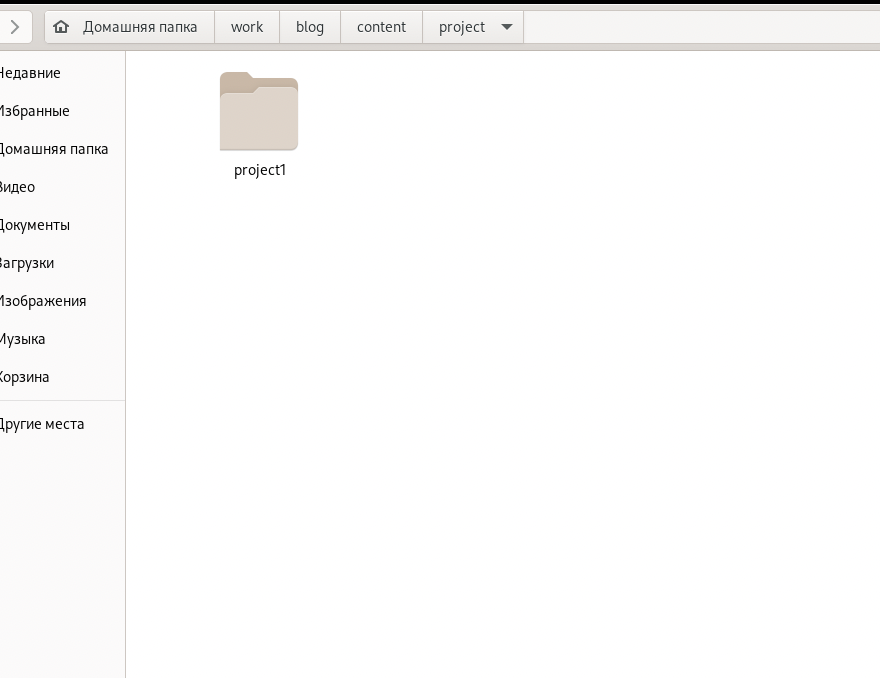 Домашняя папка work blog content project
Недавние
Избранные
Домашняя папка
Видео
Документы
Загрузки
Изображения
Музыка
Корзина
Другие места
project1